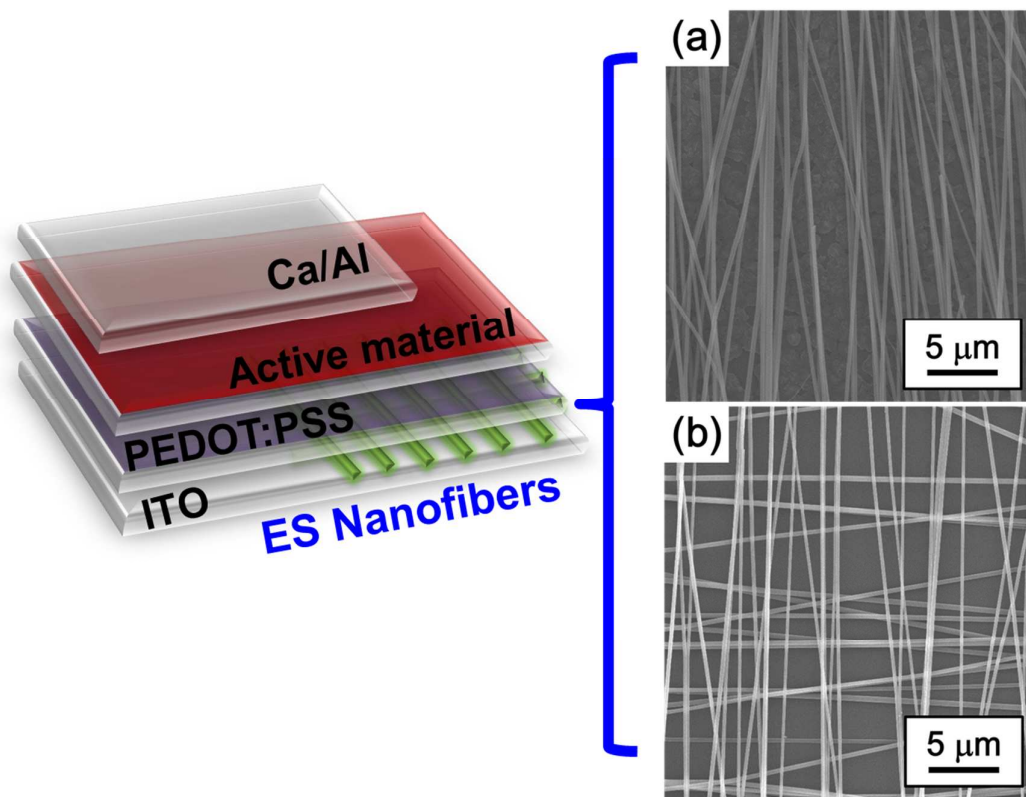 (a)
Ca/Al
Active material
PEDOT:PSS
ITO
ES Nanofibers
5 μm
(b)
5 μm